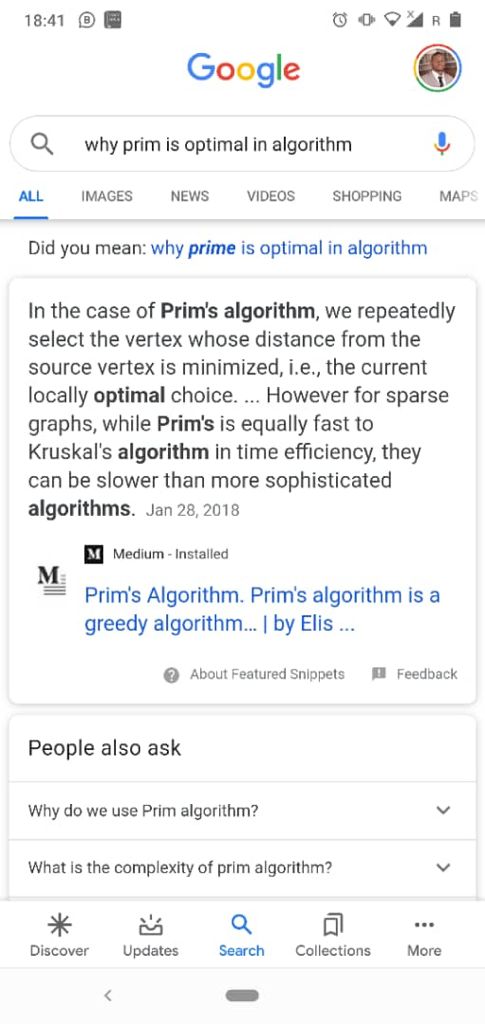 18:41
R
Google
why prim is optimal in algorithm
ALL IMAGES NEWS VIDEOS SHOPPING MAPS
Did you mean: why prime is optimal in algorithm
In the case of Prim's algorithm, we repeatedly
select the vertex whose distance from the
source vertex is minimized, i.e., the current
locally optimal choice. ... However for sparse
graphs, while Prim's is equally fast to
Kruskal's algorithm in time efficiency, they
can be slower than more sophisticated
algorithms. Jan 28, 2018
Medium - Installed
Prim's Algorithm. Prim's algorithm is a
greedy algorithm... | by Elis ...
About Featured Snippets Feedback
People also ask
Why do we use Prim algorithm?
What is the complexity of prim algorithm?
Discover Updates Search Collections More